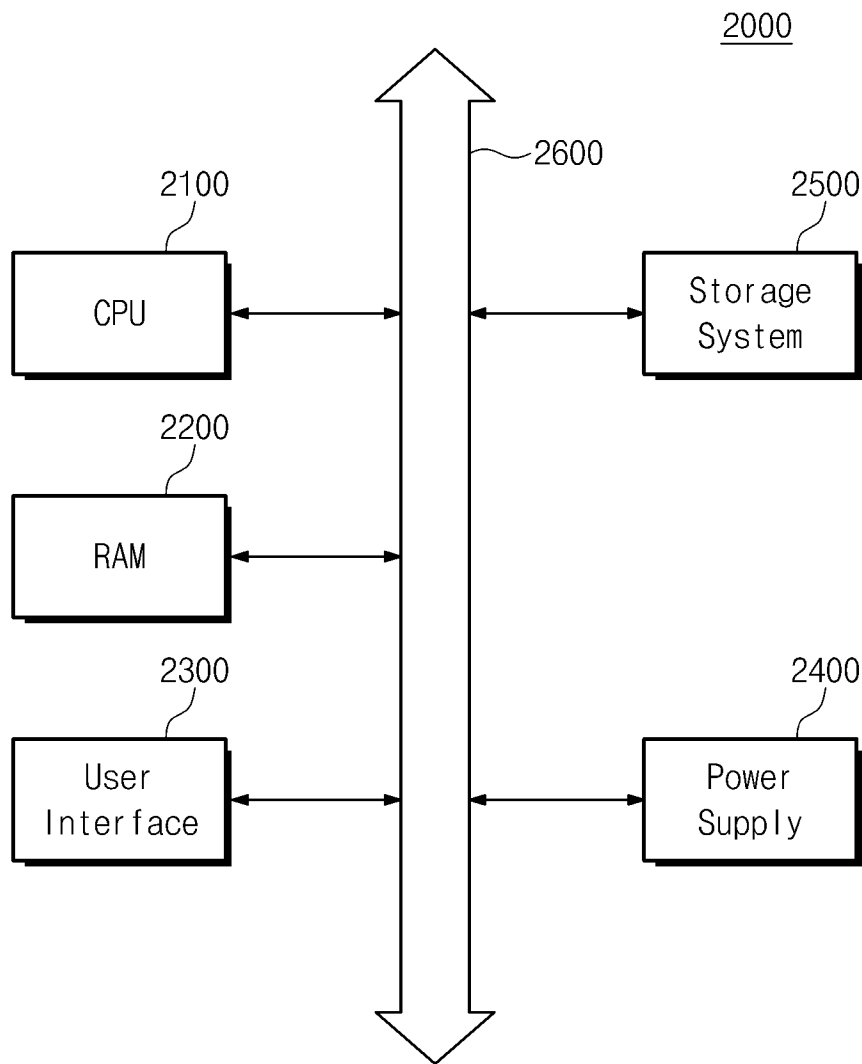 2000
2600
2100
CPU
2500
Storage
System
2200
RAM
2300
User
Interface
2400
Power
Supply